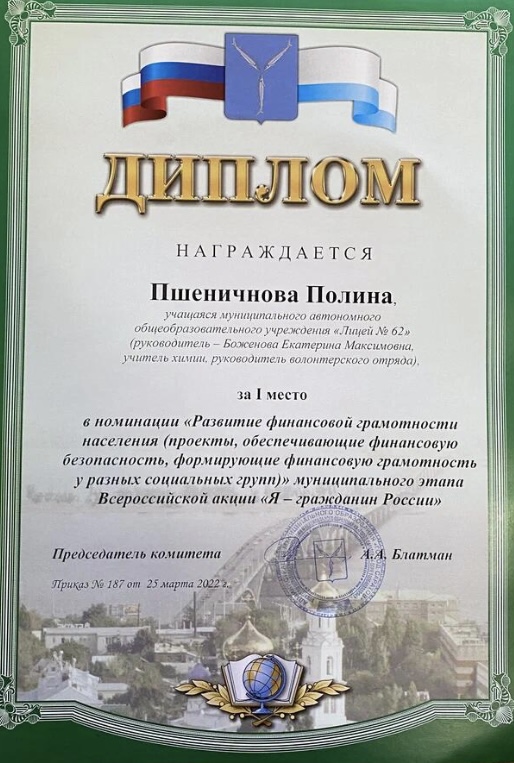 ДИПЛОМ
НАГРАЖДАЕТСЯ
Пшеничнова Полина,
учащаяся муниципального автономного
общеобразовательного учреждения «Лицей № 62»
(руководитель – Боженова Екатерина Максимовна,
учитель химии, руководитель волонтерского отряда),
за I место
в номинации «Развитие финансовой грамотности
населения (проекты, обеспечивающие финансовую
безопасность, формирующие финансовую грамотность
у разных социальных групп)» муниципального этапа
Всероссийской акции «Я – гражданин России»
Председатель комитета А.А. Блатман
Приказ № 187 от 25 марта 2022 г.